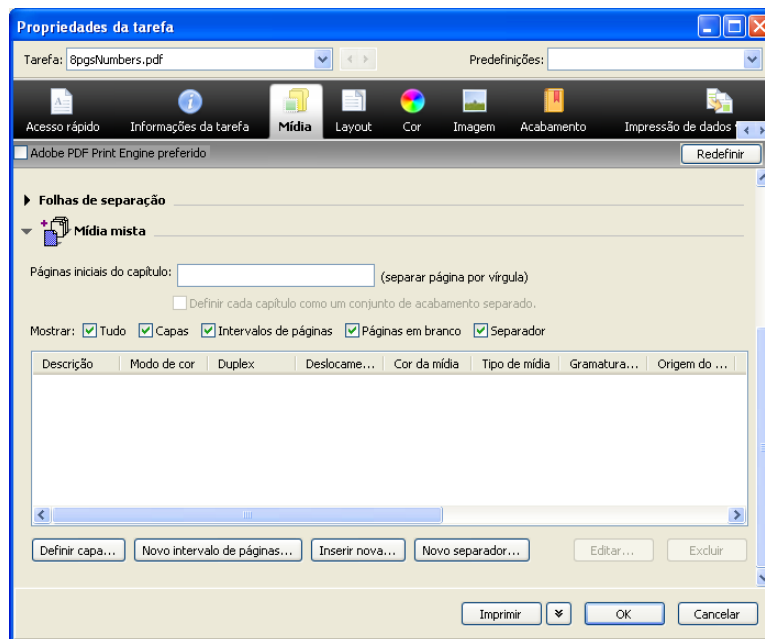 Propriedades da tarefa
Tarefa: 8pgsNumbers.pdf Predefinições:
Acesso rápido Informações da tarefa Mídia Layout Cor Imagem Acabamento Impressão de dados
Adobe PDF Print Engine preferido Redefinir
Folhas de separação
Mídia mista
Páginas iniciais do capítulo: (separar página por vírgula)
Definir cada capítulo como um conjunto de acabamento separado.
Mostrar: Tudo Capas Intervalos de páginas Páginas em branco Separador
Descrição Modo de cor Duplex Deslocame... Cor da mídia Tipo de mídia Gramatura... Origem do ...
Definir capa... Novo intervalo de páginas... Inserir nova... Novo separador... Editar... Excluir
Imprimir OK Cancelar